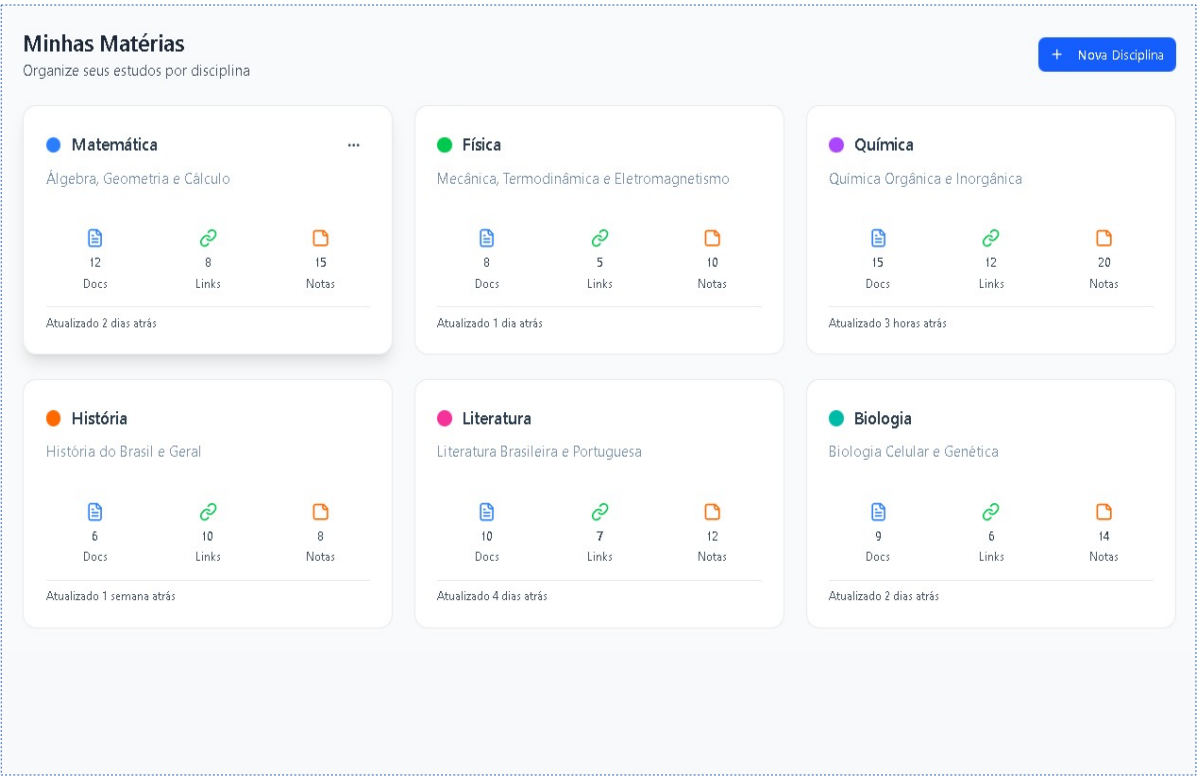 Minhas Matérias
Organize seus estudos por disciplina
+ Nova Disciplina
Matemática ...
Álgebra, Geometria e Cálculo
12 8 15
Docs Links Notas
Atualizado 2 dias atrás
Física
Mecânica, Termodinâmica e Eletromagnetismo
8 5 10
Docs Links Notas
Atualizado 1 dia atrás
Química
Química Orgânica e Inorgânica
15 12 20
Docs Links Notas
Atualizado 3 horas atrás
História
História do Brasil e Geral
6 10 8
Docs Links Notas
Atualizado 1 semana atrás
Literatura
Literatura Brasileira e Portuguesa
10 7 12
Docs Links Notas
Atualizado 4 dias atrás
Biologia
Biologia Celular e Genética
9 6 14
Docs Links Notas
Atualizado 2 dias atrás